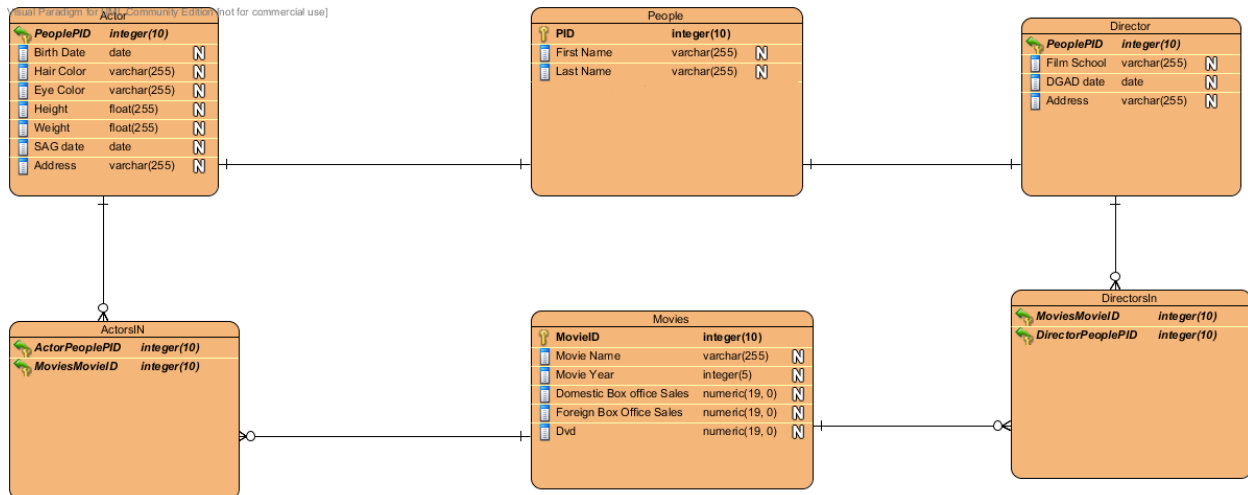 Visual Paradigm for UML Community Edition [not for commercial use]
Actor
PeoplePID integer(10)
Birth Date date N
Hair Color varchar(255) N
Eye Color varchar(255) N
Height float(255) N
Weight float(255) N
SAG date date N
Address varchar(255) N
People
PID integer(10)
First Name varchar(255) N
Last Name varchar(255) N
Director
PeoplePID integer(10)
Film School varchar(255) N
DGAD date date N
Address varchar(255) N
ActorsIN
ActorPeoplePID integer(10)
MoviesMovieID integer(10)
Movies
MovieID integer(10)
Movie Name varchar(255) N
Movie Year integer(5) N
Domestic Box office Sales numeric(19, 0) N
Foreign Box Office Sales numeric(19, 0) N
Dvd numeric(19, 0) N
DirectorsIn
MoviesMovieID integer(10)
DirectorPeoplePID integer(10)